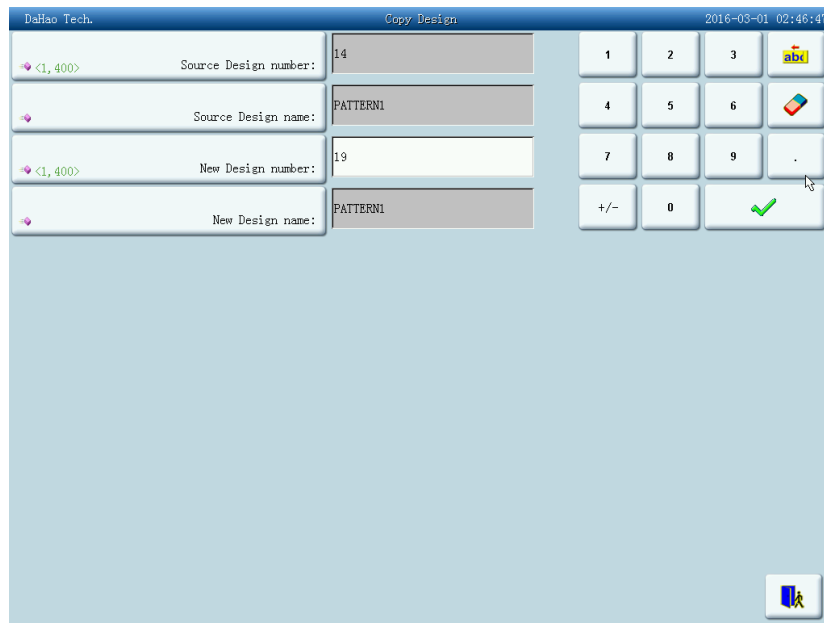 DaHao Tech. Copy Design 2016-03-01 02:46:47
<1,400> Source Design number: 14 1 2 3 abc
Source Design name: PATTERN1 4 5 6
<1,400> New Design number: 19 7 8 9 .
New Design name: PATTERN1 +/- 0